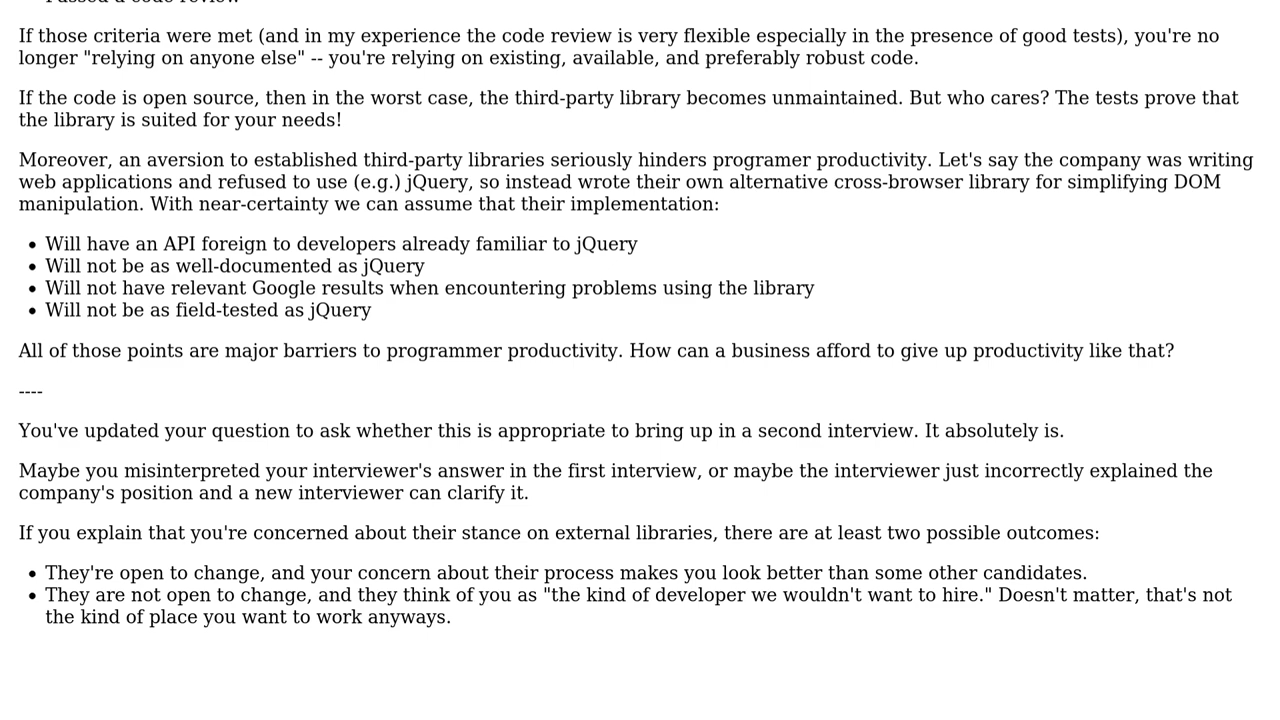 Passed a code review
If those criteria were met (and in my experience the code review is very flexible especially in the presence of good tests), you're no
longer "relying on anyone else" -- you're relying on existing, available, and preferably robust code.
If the code is open source, then in the worst case, the third-party library becomes unmaintained. But who cares? The tests prove that
the library is suited for your needs!
Moreover, an aversion to established third-party libraries seriously hinders programer productivity. Let's say the company was writing
web applications and refused to use (e.g.) jQuery, so instead wrote their own alternative cross-browser library for simplifying DOM
manipulation. With near-certainty we can assume that their implementation:
• Will have an API foreign to developers already familiar to jQuery
• Will not be as well-documented as jQuery
• Will not have relevant Google results when encountering problems using the library
• Will not be as field-tested as jQuery
All of those points are major barriers to programmer productivity. How can a business afford to give up productivity like that?
----
You've updated your question to ask whether this is appropriate to bring up in a second interview. It absolutely is.
Maybe you misinterpreted your interviewer's answer in the first interview, or maybe the interviewer just incorrectly explained the
company's position and a new interviewer can clarify it.
If you explain that you're concerned about their stance on external libraries, there are at least two possible outcomes:
• They're open to change, and your concern about their process makes you look better than some other candidates.
• They are not open to change, and they think of you as "the kind of developer we wouldn't want to hire." Doesn't matter, that's not
the kind of place you want to work anyways.